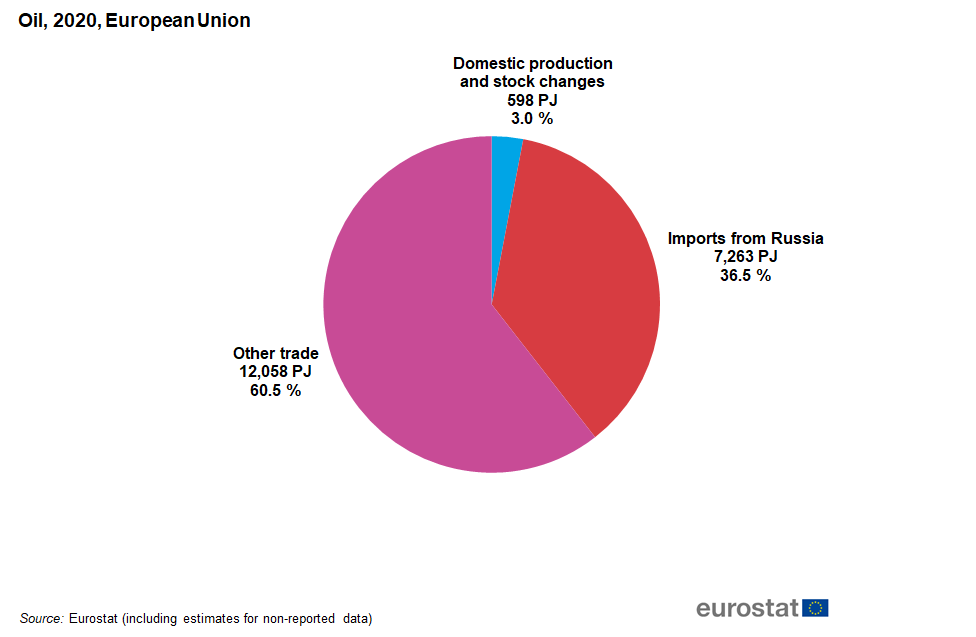 Oil, 2020, European Union
Domestic production
and stock changes
598 PJ
3.0 %
Imports from Russia
7,263 PJ
36.5 %
Other trade
12,058 PJ
60.5 %
Source: Eurostat (including estimates for non-reported data)
eurostat